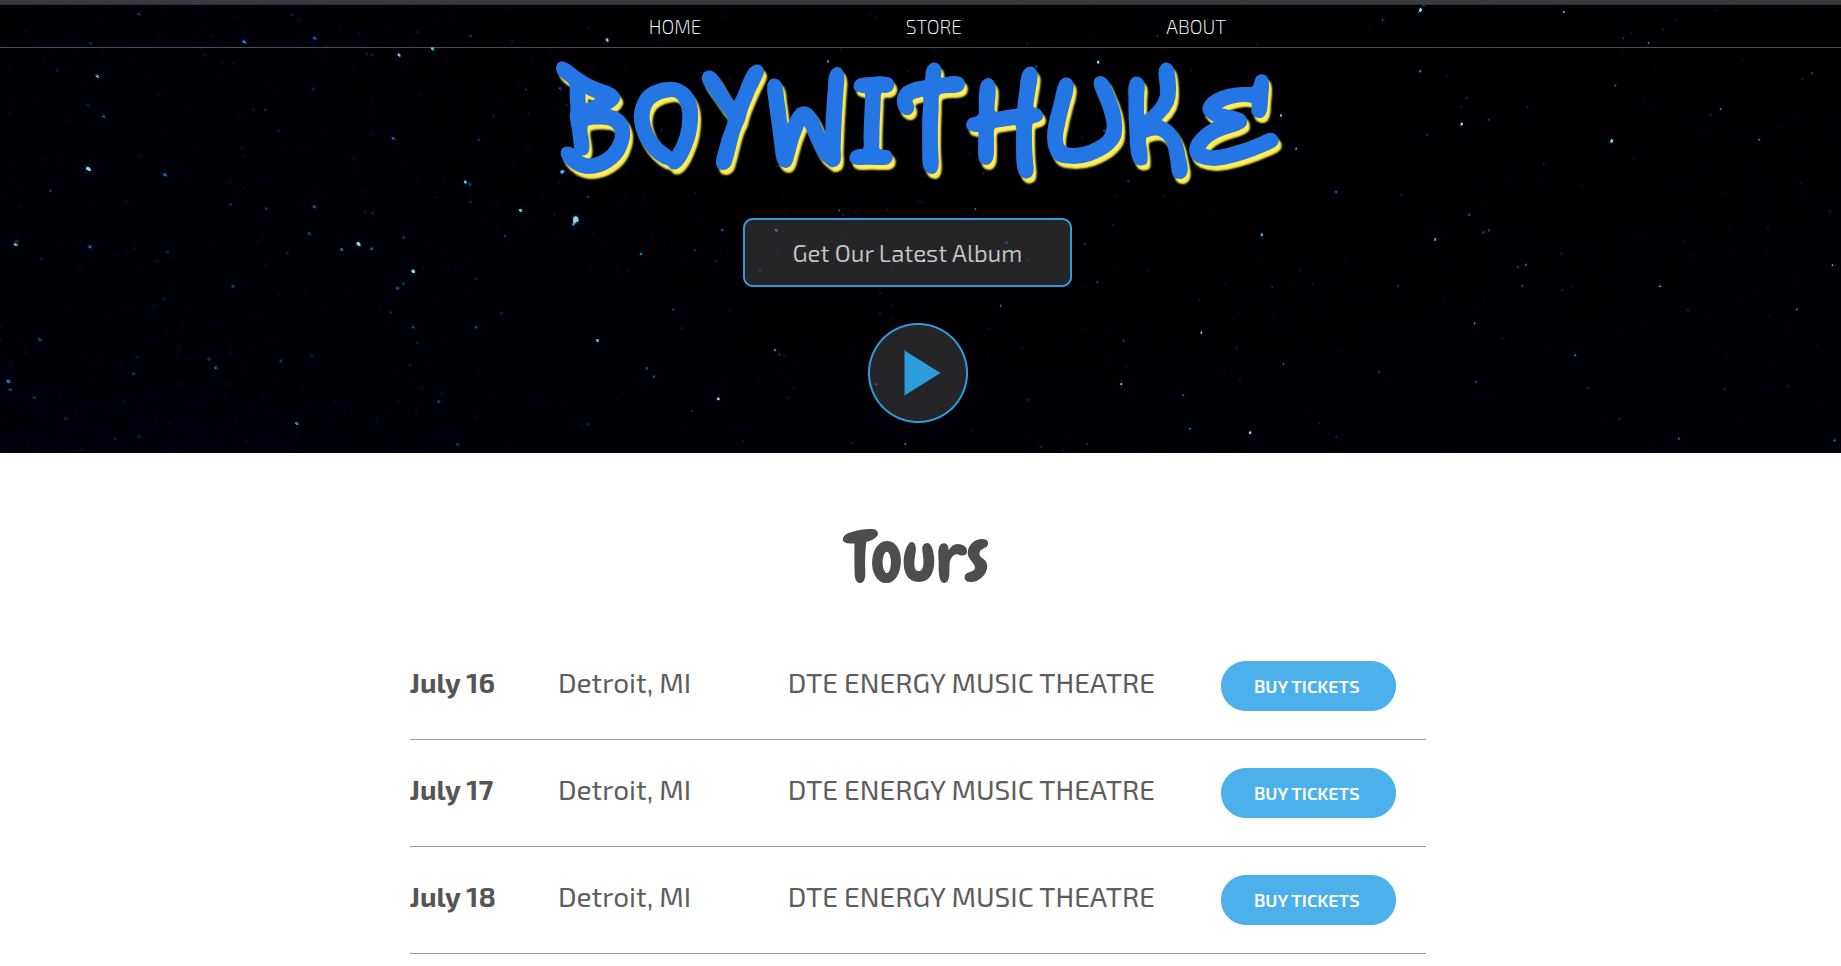 HOME STORE ABOUT
BOYWITHUKE
Get Our Latest Album
Tours
July 16 Detroit, MI DTE ENERGY MUSIC THEATRE BUY TICKETS
July 17 Detroit, MI DTE ENERGY MUSIC THEATRE BUY TICKETS
July 18 Detroit, MI DTE ENERGY MUSIC THEATRE BUY TICKETS